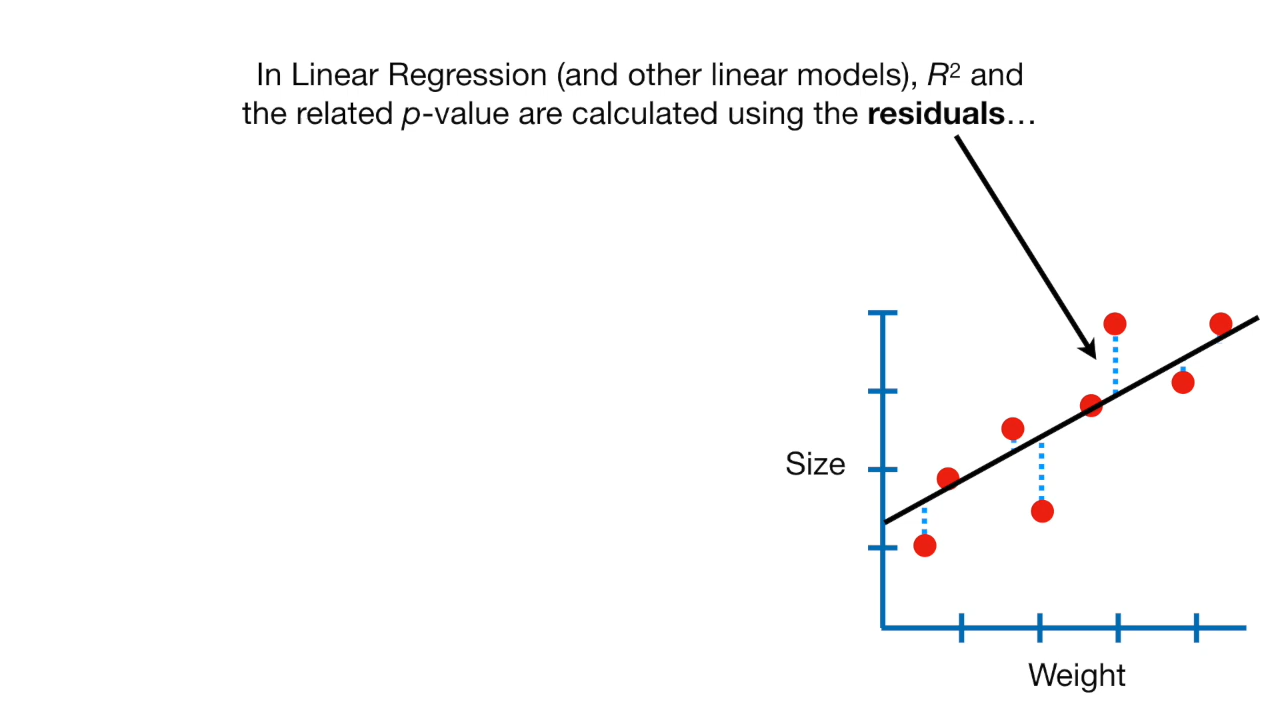 In Linear Regression (and other linear models), R² and
the related p-value are calculated using the residuals…
Size
Weight